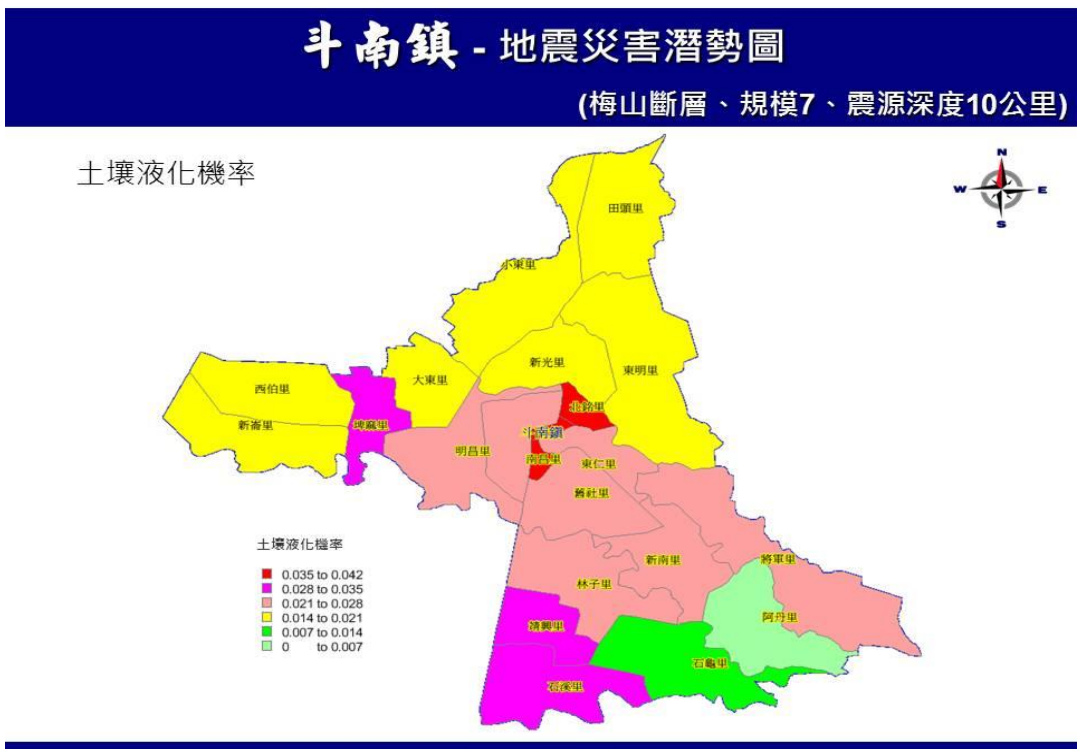 斗南鎮 - 地震災害潛勢圖
(梅山斷層、規模7、震源深度10公里)
土壤液化機率
N
W
E
S
田頭里
小東里
新光里
東明里
大東里
西伯里
新崙里
埤麻里
北銘里
斗南鎮
明昌里
南昌里
東仁里
舊社里
新南里
將軍里
林子里
阿丹里
靖興里
石龜里
石溪里
土壤液化機率
0.035 to 0.042
0.028 to 0.035
0.021 to 0.028
0.014 to 0.021
0.007 to 0.014
0 to 0.007